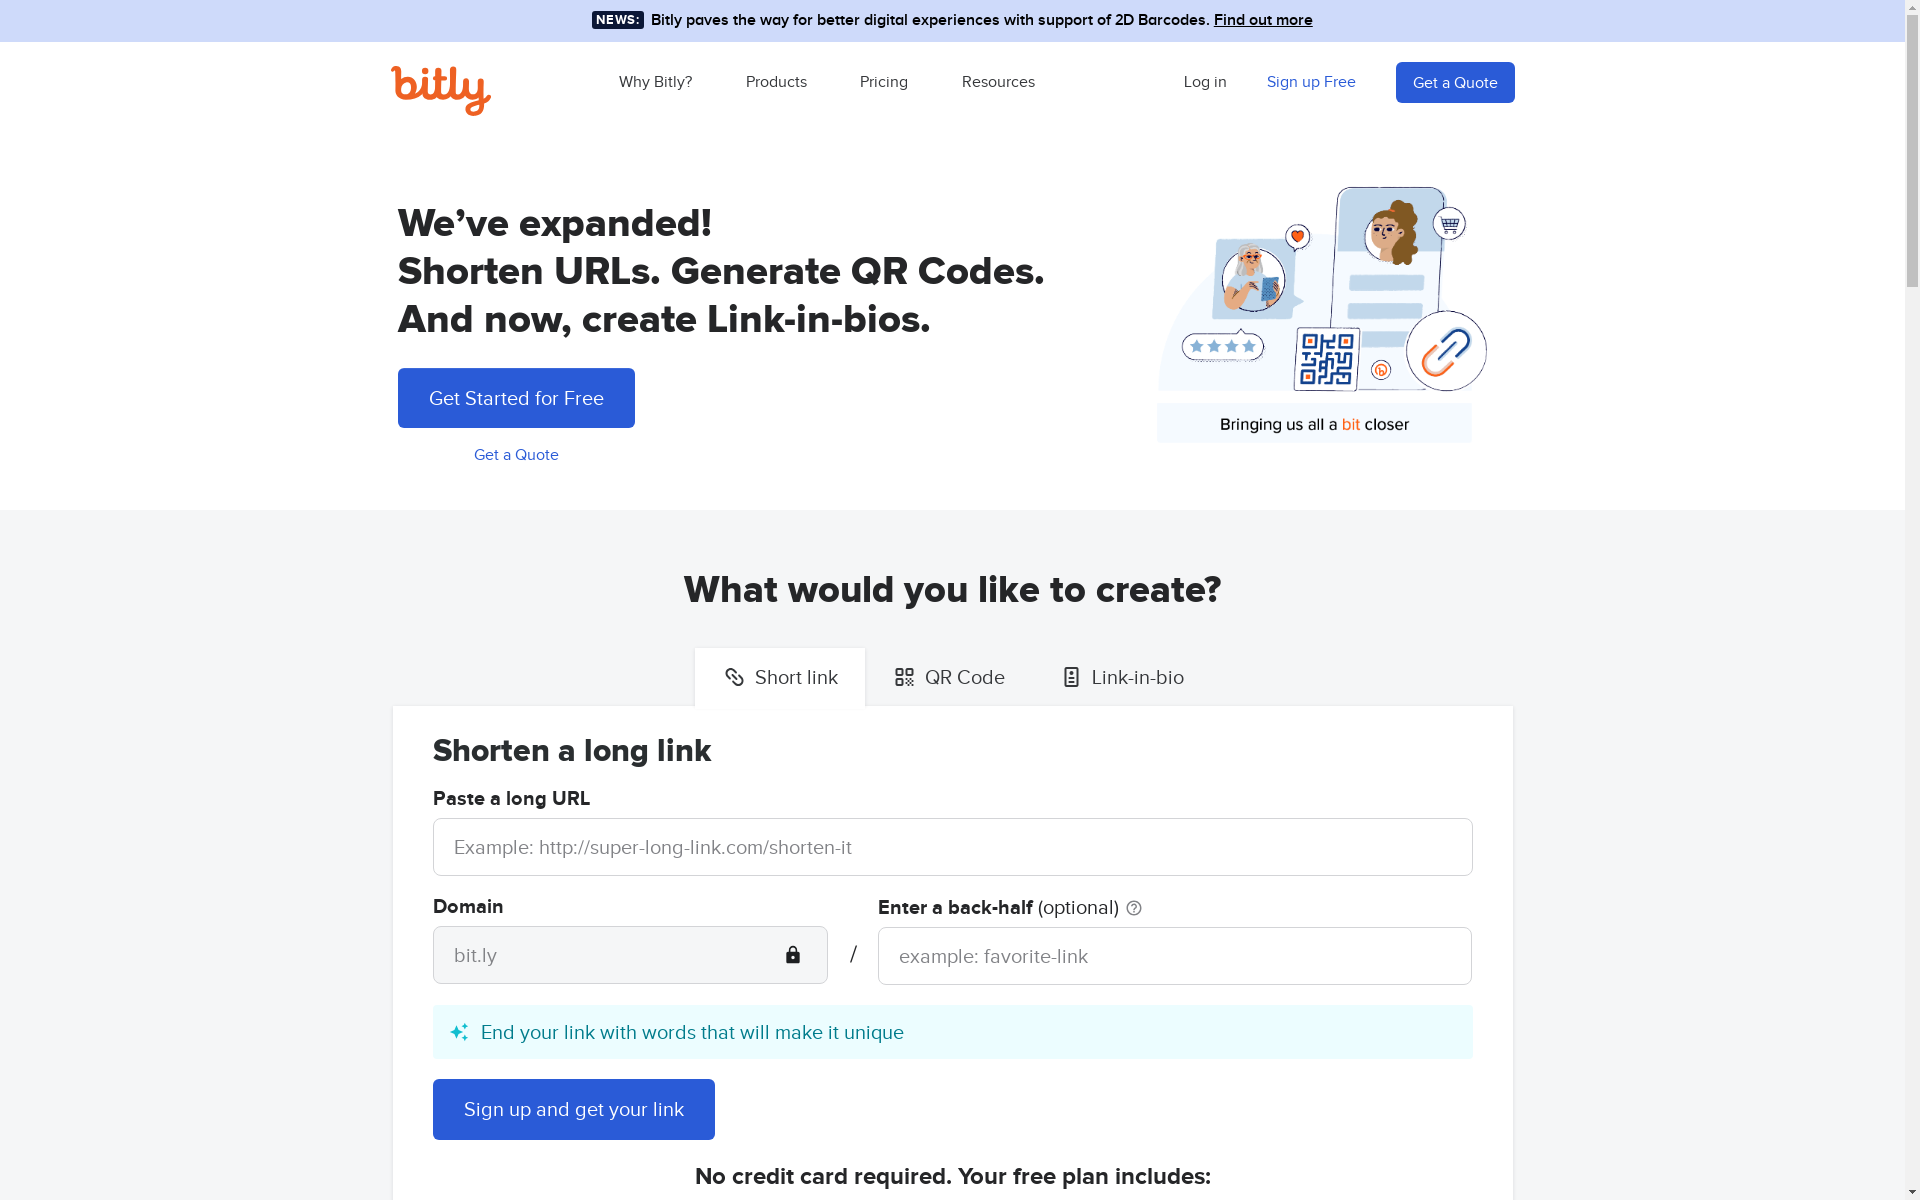 NEWS: Bitly paves the way for better digital experiences with support of 2D Barcodes. Find out more
bitly
Why Bitly?
Products
Pricing
Resources
Log in
Sign up Free
Get a Quote
We’ve expanded!
Shorten URLs. Generate QR Codes.
And now, create Link-in-bios.
Get Started for Free
Get a Quote
Bringing us all a bit closer
What would you like to create?
Short link
QR Code
Link-in-bio
Shorten a long link
Paste a long URL
Example: http://super-long-link.com/shorten-it
Domain
bit.ly
/
Enter a back-half (optional)
example: favorite-link
End your link with words that will make it unique
Sign up and get your link
No credit card required. Your free plan includes: